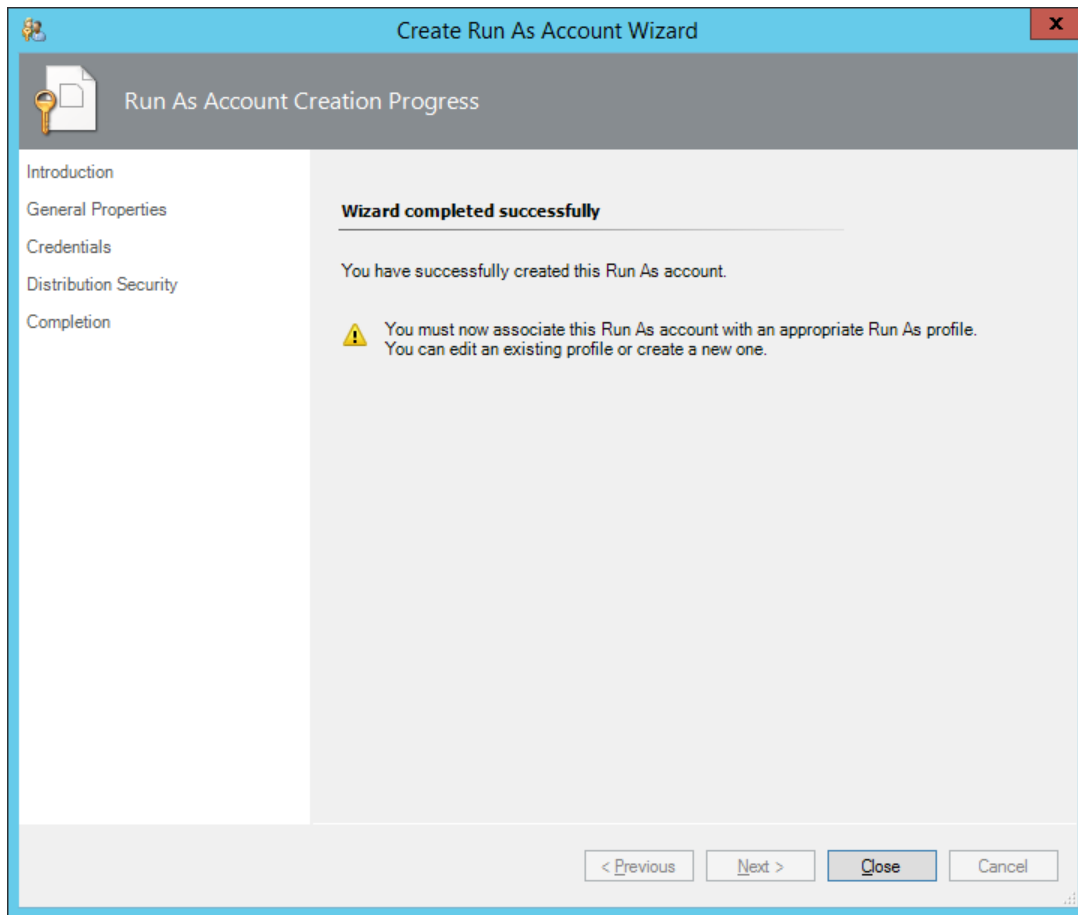 Create Run As Account Wizard
x
Run As Account Creation Progress
Introduction
General Properties
Credentials
Distribution Security
Completion
Wizard completed successfully
You have successfully created this Run As account.
You must now associate this Run As account with an appropriate Run As profile.
You can edit an existing profile or create a new one.
< Previous
Next >
Close
Cancel